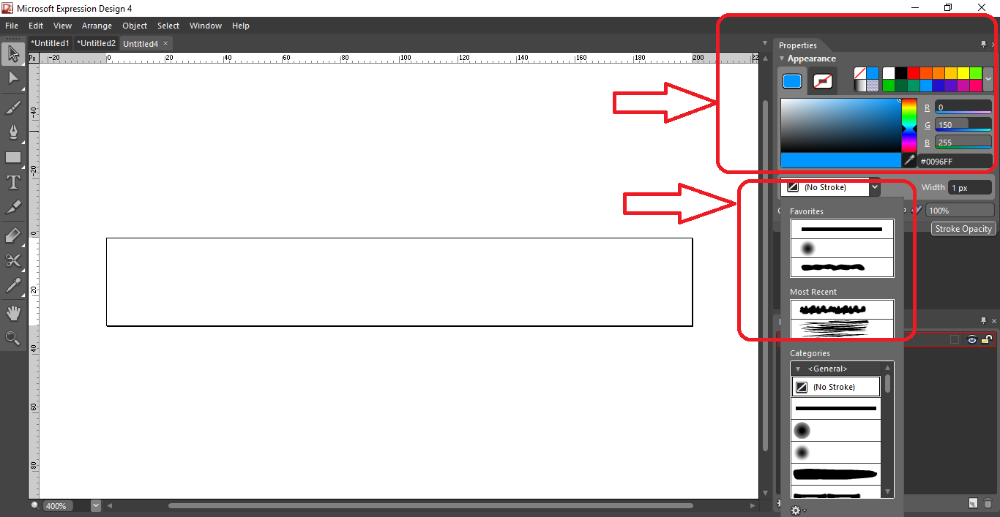 Microsoft Expression Design 4
File Edit View Arrange Object Select Window Help
*Untitled1 *Untitled2 Untitled4 ×
Px -20 0 20 40 60 80 100 120 140 160 180 200
-40
-20
0
20
40
60
80
Properties
Appearance
R 0
G 150
B 255
#0096FF
(No Stroke)
Width 1 px
100%
Stroke Opacity
Favorites
Most Recent
Categories
<General>
(No Stroke)
400%